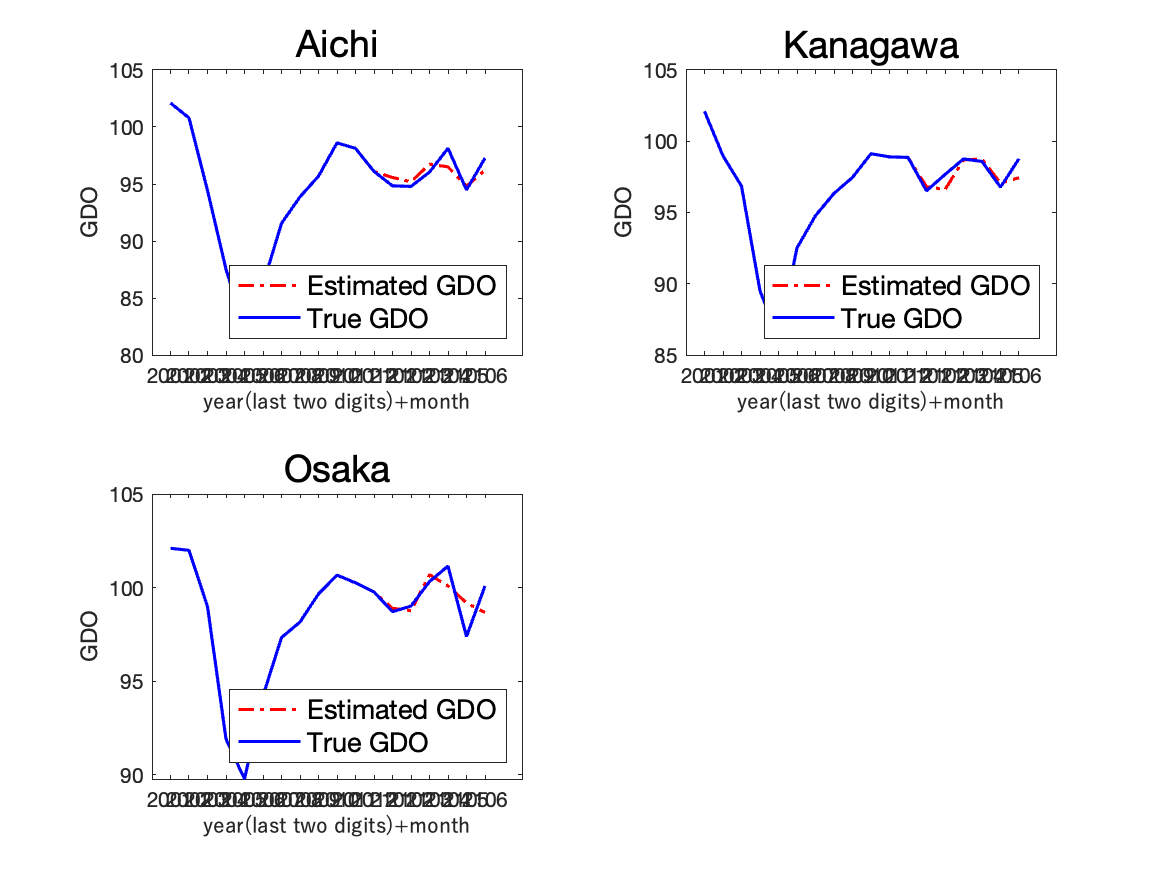 Aichi
105
100
95
90
85
80
GDO
Estimated GDO
True GDO
year(last two digits)+month
Kanagawa
105
100
95
90
85
GDO
Estimated GDO
True GDO
year(last two digits)+month
Osaka
105
100
95
90
GDO
Estimated GDO
True GDO
year(last two digits)+month